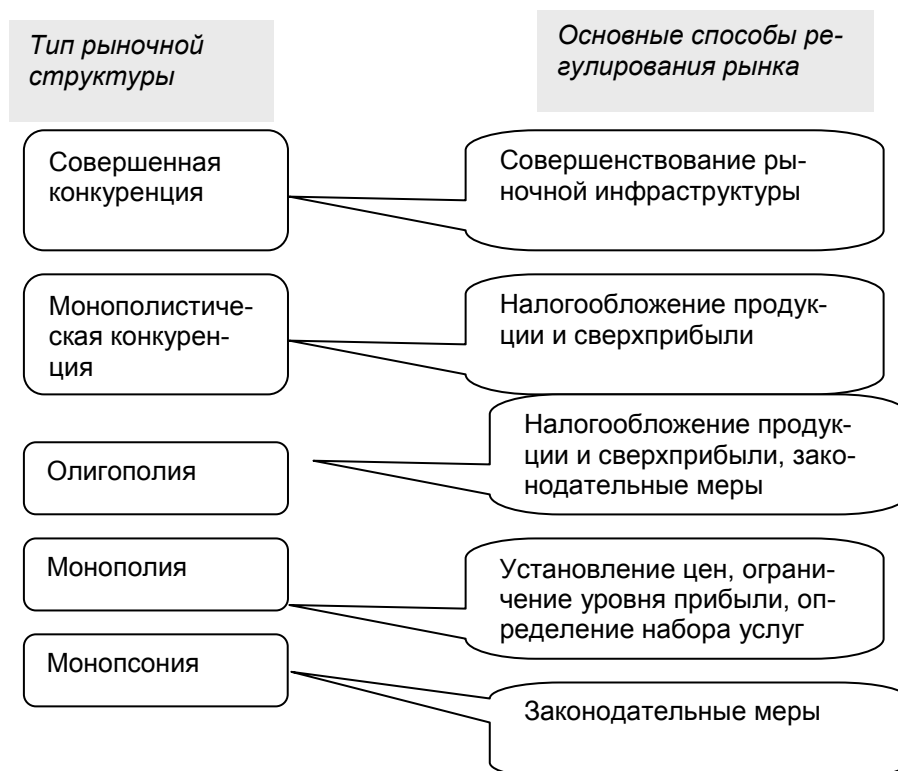 Тип рыночной
структуры
Основные способы ре-
гулирования рынка
Совершенная
конкуренция
Совершенствование ры-
ночной инфраструктуры
Монополистиче-
ская конкурен-
ция
Налогообложение продук-
ции и сверхприбыли
Олигополия
Налогообложение продук-
ции и сверхприбыли, зако-
нодательные меры
Монополия
Установление цен, ограни-
чение уровня прибыли, оп-
ределение набора услуг
Монопсония
Законодательные меры